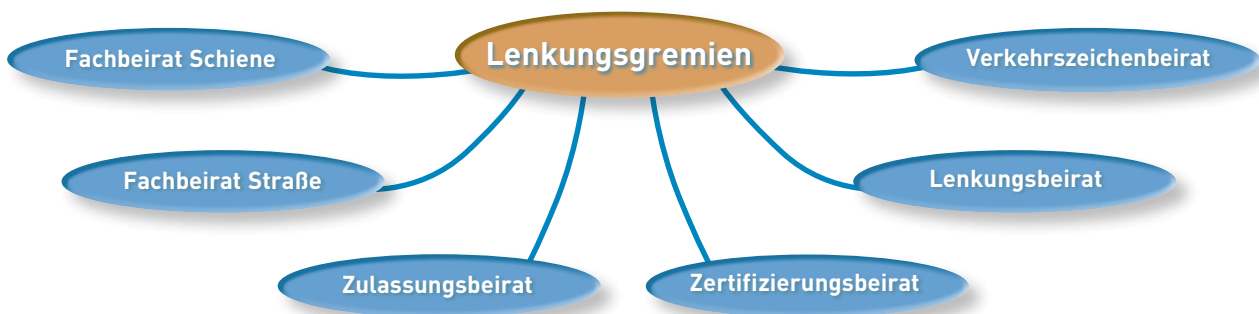 Lenkungsgremien
Fachbeirat Schiene
Verkehrszeichenbeirat
Fachbeirat Straße
Lenkungsbeirat
Zulassungsbeirat
Zertifizierungsbeirat